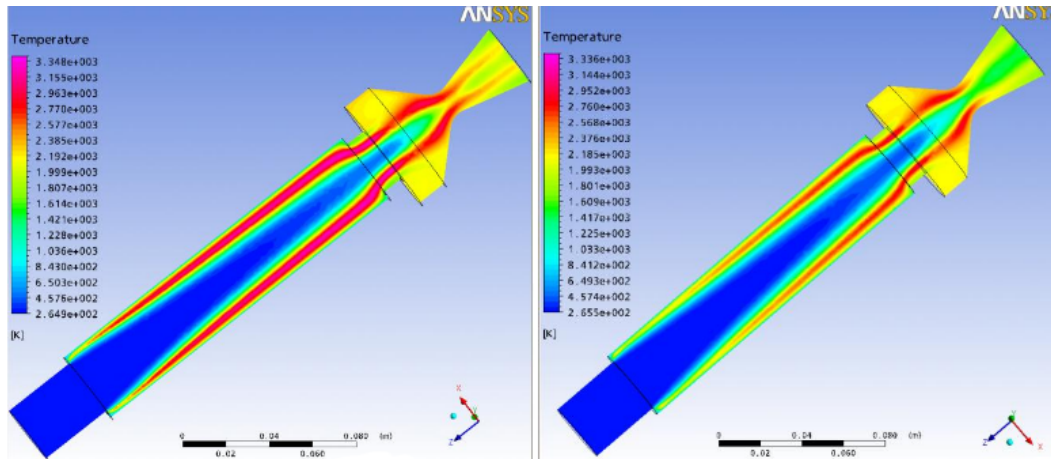 ANSYS
Temperature
3.348e+003
3.155e+003
2.963e+003
2.770e+003
2.577e+003
2.385e+003
2.192e+003
1.999e+003
1.807e+003
1.614e+003
1.421e+003
1.228e+003
1.036e+003
8.430e+002
6.503e+002
4.576e+002
2.649e+002
[K]
0 0.04 0.080 (m)
0.02 0.060
X
Y
Z
ANSYS
Temperature
3.336e+003
3.144e+003
2.952e+003
2.760e+003
2.568e+003
2.376e+003
2.185e+003
1.993e+003
1.801e+003
1.609e+003
1.417e+003
1.225e+003
1.033e+003
8.412e+002
6.493e+002
4.574e+002
2.655e+002
[K]
0 0.04 0.080 (m)
0.02 0.060
Y
Z
X